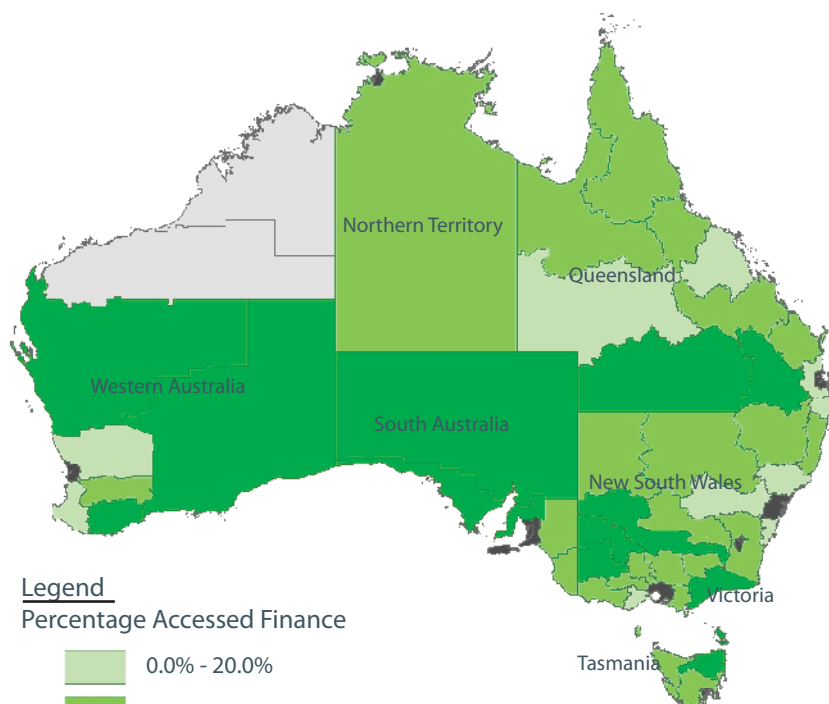 Northern Territory
Queensland
Western Australia
South Australia
New South Wales
Victoria
Tasmania
Legend
Percentage Accessed Finance
0.0% - 20.0%